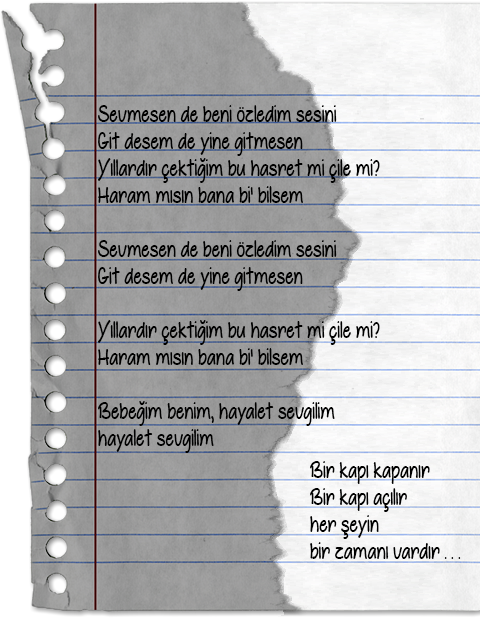 Sevmesen de beni özledim sesini
Git desem de yine gitmesen
Yıllardır çektiğim bu hasret mi çile mi?
Haram mısın bana bi' bilsem
Sevmesen de beni özledim sesini
Git desem de yine gitmesen
Yıllardır çektiğim bu hasret mi çile mi?
Haram mısın bana bi' bilsem
Bebeğim benim, hayalet sevgilim
hayalet sevgilim
Bir kapı kapanır
Bir kapı açılır
her şeyin
bir zamanı vardır . . .